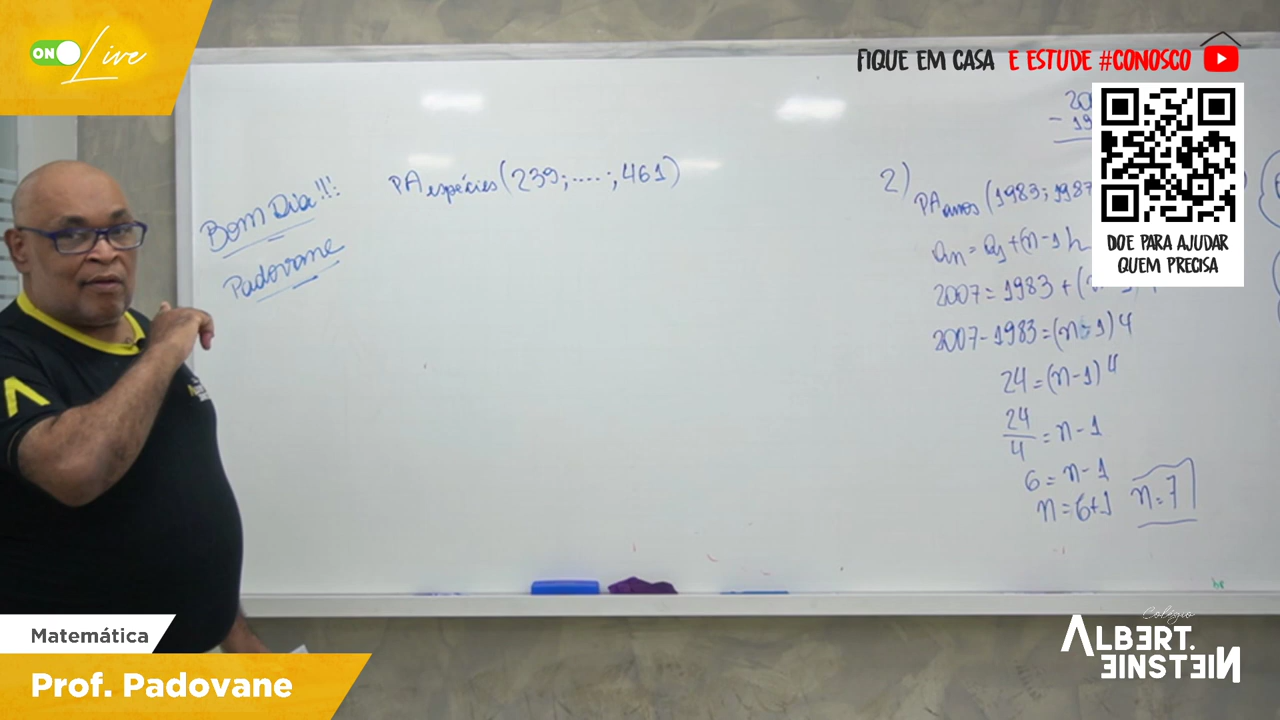 ON Live
FIQUE EM CASA E ESTUDE #CONOSCO
DOE PARA AJUDAR
QUEM PRECISA
Bom Dia!!!
Padovane
PA espécies (239; ....; 461)
2)
PA anos (1983; 1987
an = a1 + (n-1)
2007 = 1983 + (
2007 - 1983 = (n-1) 4
24 = (n-1) 4
24/4 = n - 1
6 = n - 1
n = 6+1 n = 7
Matemática
Prof. Padovane
Colégio
ALBERT.
EINSTEIN